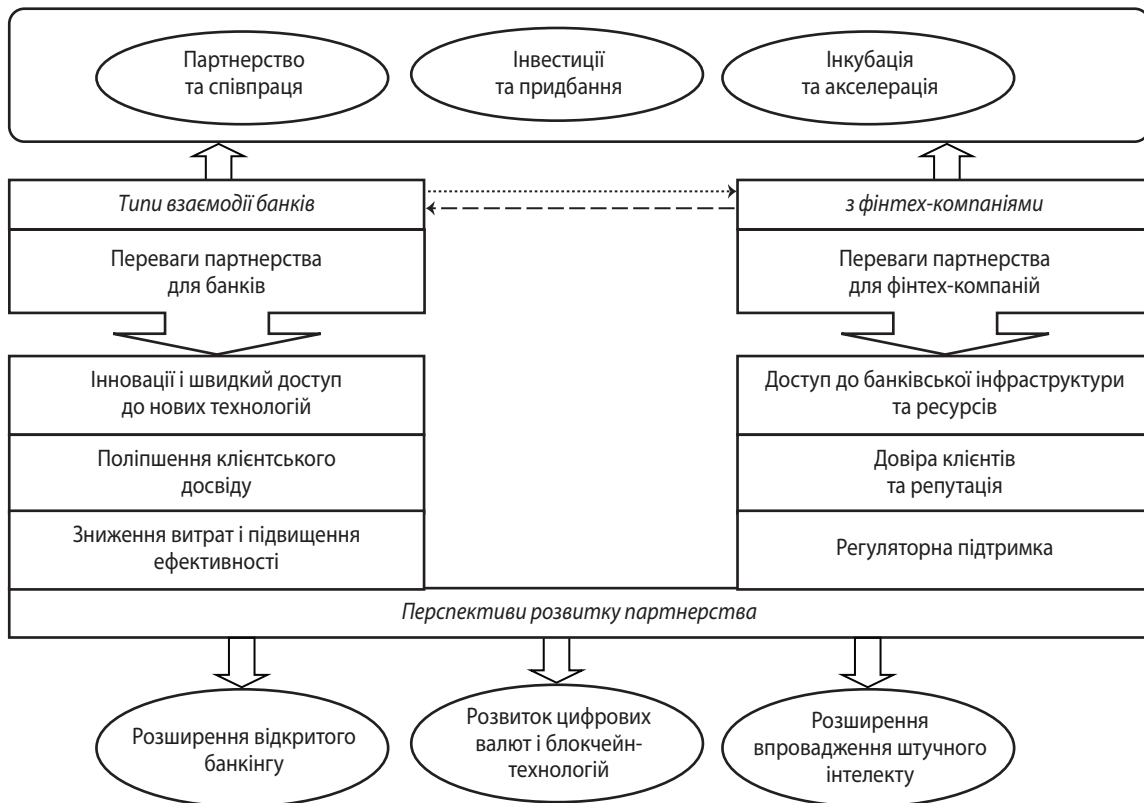 Партнерство
та співпраця
Інвестиції
та придбання
Інкубація
та акселерація
Типи взаємодії банків
з фінтех-компаніями
Переваги партнерства
для банків
Переваги партнерства
для фінтех-компаній
Інновації і швидкий доступ
до нових технологій
Доступ до банківської інфраструктури
та ресурсів
Поліпшення клієнтського
досвіду
Довіра клієнтів
та репутація
Зниження витрат і підвищення
ефективності
Регуляторна підтримка
Перспективи розвитку партнерства
Розширення відкритого
банкінгу
Розвиток цифрових
валют і блокчейн-
технологій
Розширення
впровадження штучного
інтелекту